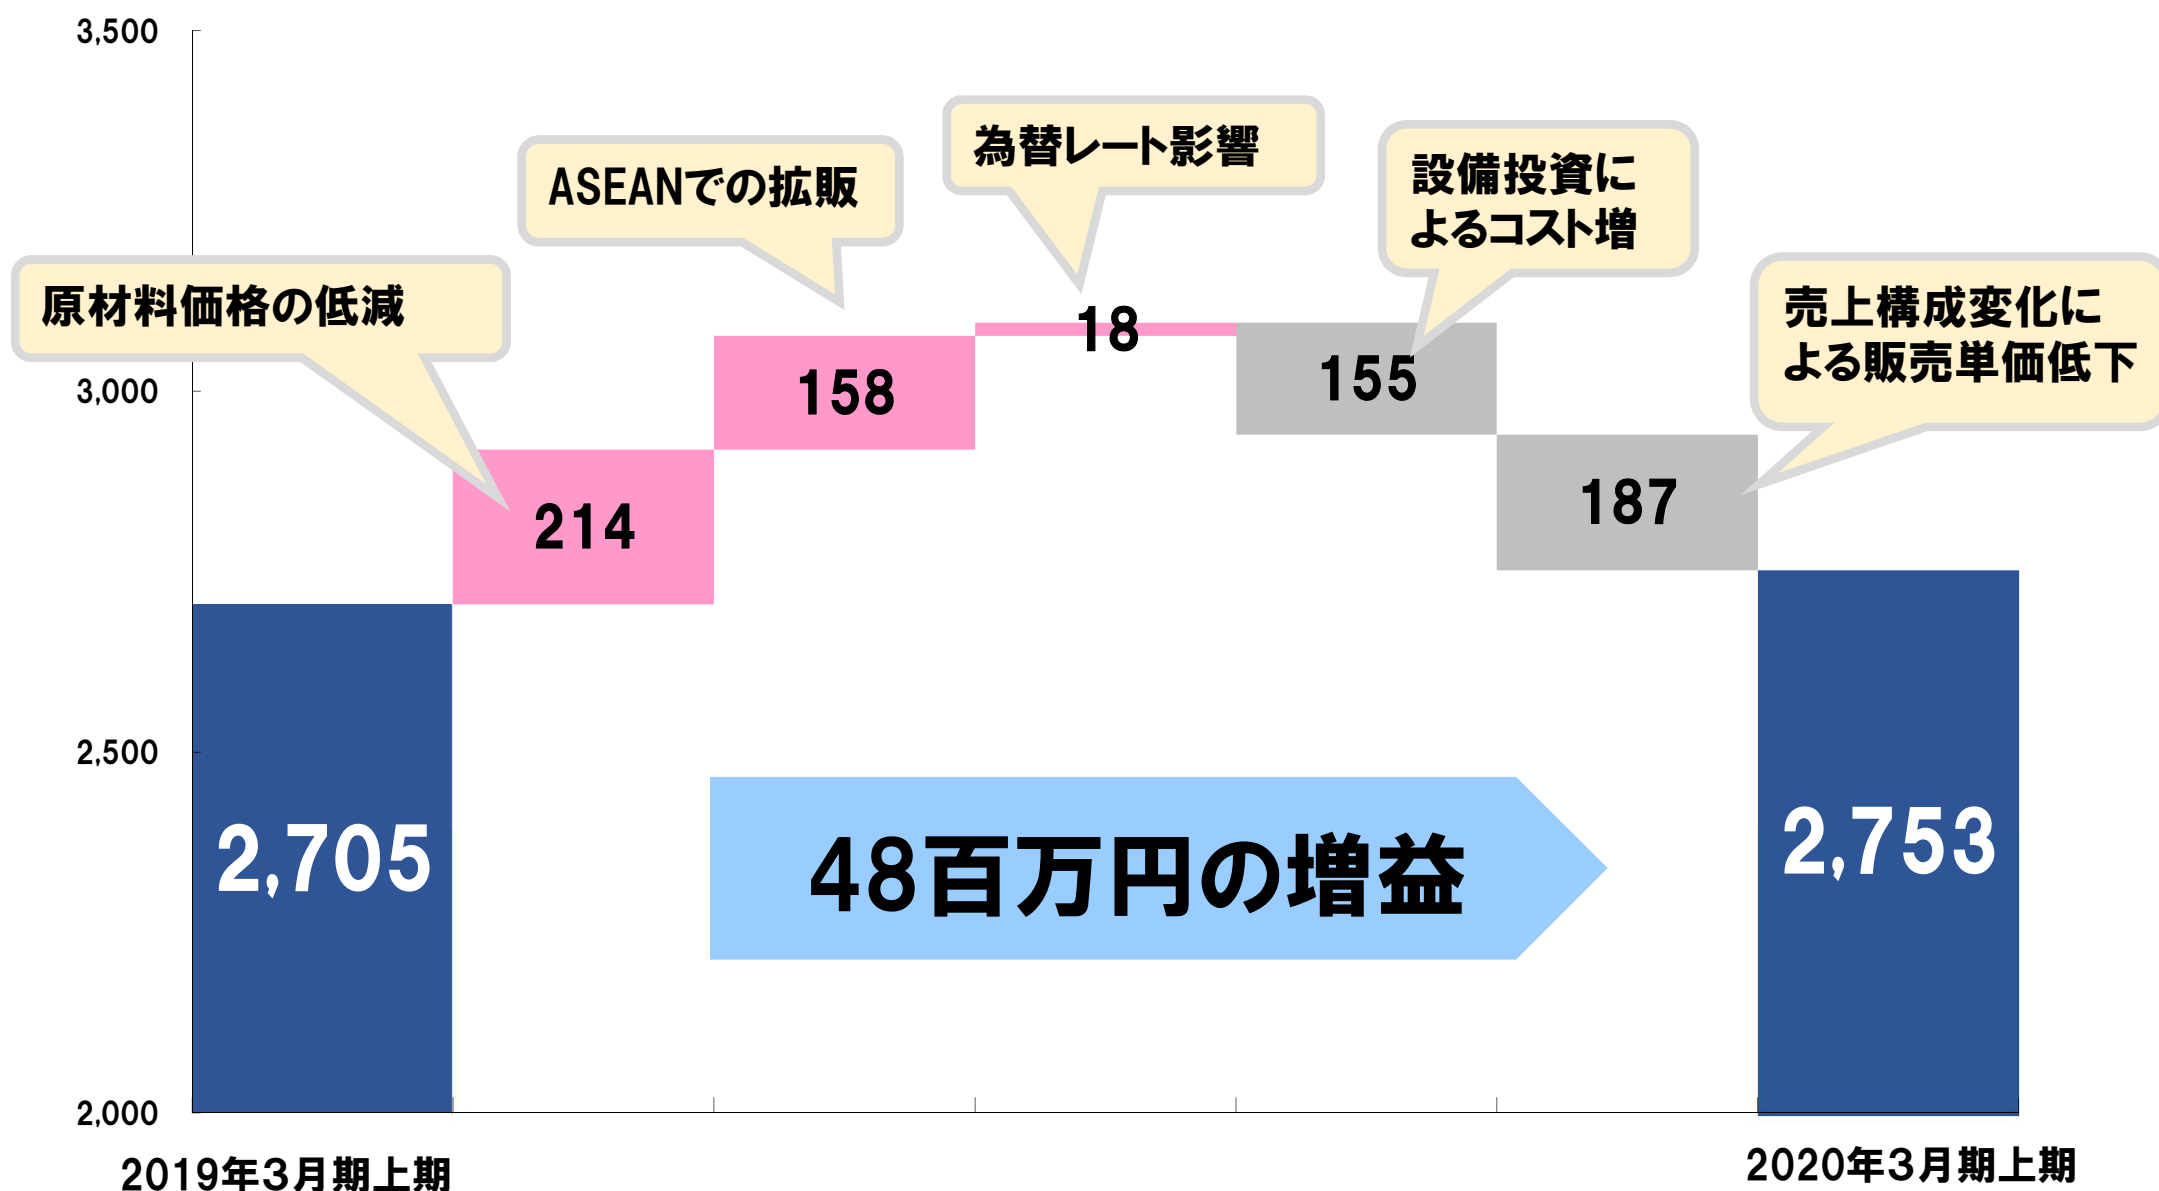 3,500
3,000
2,500
2,000
原材料価格の低減
ASEANでの拡販
為替レート影響
設備投資に
よるコスト増
売上構成変化に
よる販売単価低下
2,705
214
158
18
155
187
2,753
48百万円の増益
2019年3月期上期
2020年3月期上期